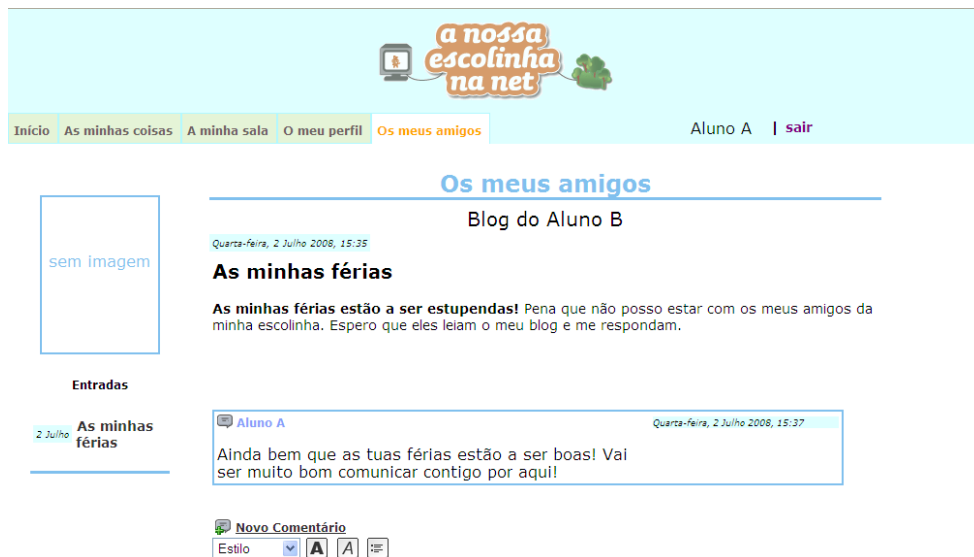 a nossa
escolinha
na net
Início As minhas coisas A minha sala O meu perfil Os meus amigos Aluno A | sair
Os meus amigos
Blog do Aluno B
sem imagem
Quarta-feira, 2 Julho 2008, 15:35
As minhas férias
As minhas férias estão a ser estupendas! Pena que não posso estar com os meus amigos da
minha escolinha. Espero que eles leiam o meu blog e me respondam.
Entradas
2 Julho As minhas
férias
Aluno A Quarta-feira, 2 Julho 2008, 15:37
Ainda bem que as tuas férias estão a ser boas! Vai
ser muito bom comunicar contigo por aqui!
Novo Comentário
Estilo A A